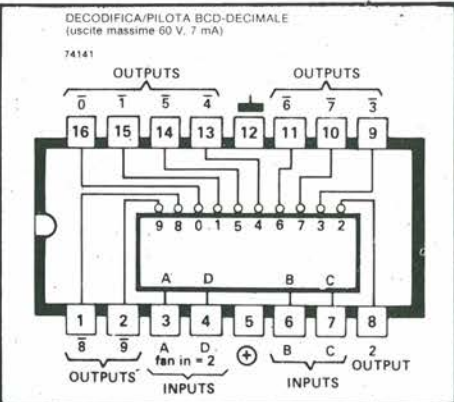 DECODIFICA/PILOTA BCD-DECIMALE
(uscite massime 60 V, 7 mA)
74141
OUTPUTS OUTPUTS
0̅ 1̅ 5̅ 4̅ 6̅ 7̅ 3̅
16 15 14 13 12 11 10 9
9 8 0 1 5 4 6 7 3 2
A D B C
1 2 3 4 5 6 7 8
8̅ 9̅ A D + B C 2
fan in = 2 OUTPUT
OUTPUTS INPUTS INPUTS